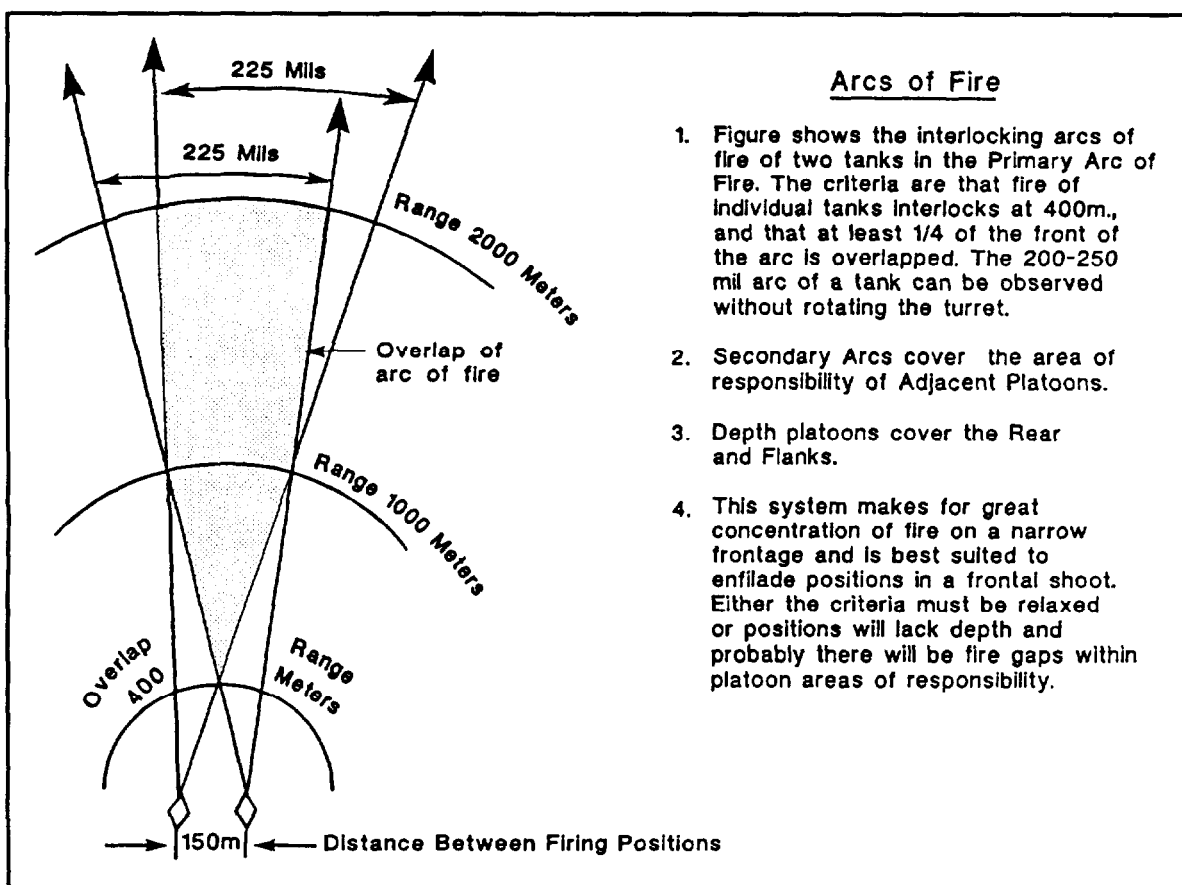 225 Mils
225 Mils
Range 2000 Meters
Overlap of
arc of fire
Range 1000 Meters
Overlap
400
Range
Meters
150m
Distance Between Firing Positions
Arcs of Fire
1. Figure shows the interlocking arcs of
fire of two tanks in the Primary Arc of
Fire. The criteria are that fire of
individual tanks interlocks at 400m.,
and that at least 1/4 of the front of
the arc is overlapped. The 200-250
mil arc of a tank can be observed
without rotating the turret.
2. Secondary Arcs cover the area of
responsibility of Adjacent Platoons.
3. Depth platoons cover the Rear
and Flanks.
4. This system makes for great
concentration of fire on a narrow
frontage and is best suited to
enfilade positions in a frontal shoot.
Either the criteria must be relaxed
or positions will lack depth and
probably there will be fire gaps within
platoon areas of responsibility.